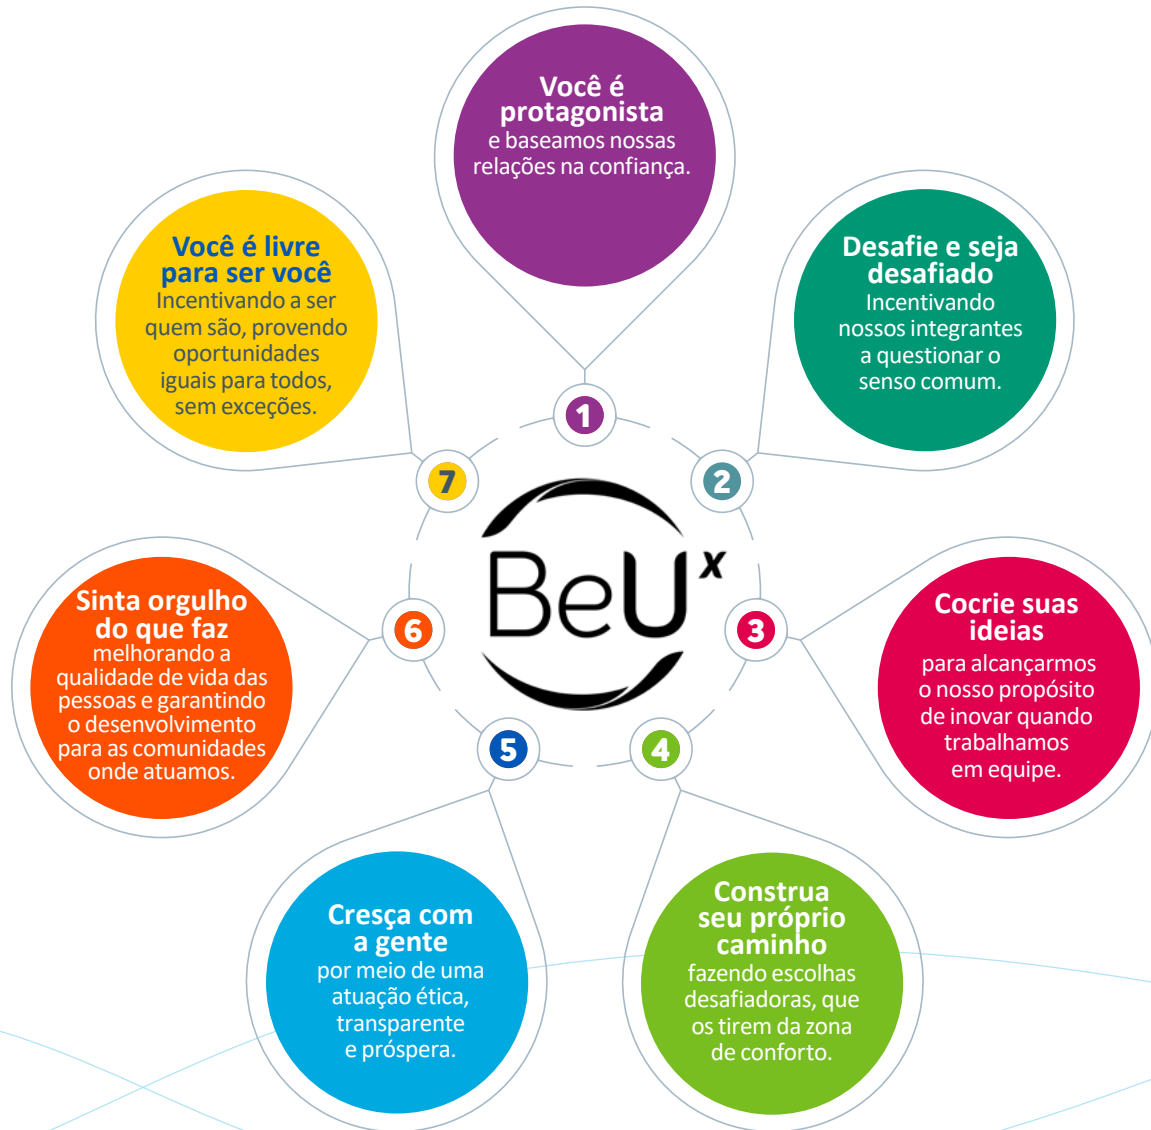 Você é
protagonista
e baseamos nossas
relações na confiança.
1
Desafie e seja
desafiado
Incentivando
nossos integrantes
a questionar o
senso comum.
2
Cocrie suas
ideias
para alcançarmos
o nosso propósito
de inovar quando
trabalhamos
em equipe.
3
Construa
seu próprio
caminho
fazendo escolhas
desafiadoras, que
os tirem da zona
de conforto.
4
Cresça com
a gente
por meio de uma
atuação ética,
transparente
e próspera.
5
Sinta orgulho
do que faz
melhorando a
qualidade de vida das
pessoas e garantindo
o desenvolvimento
para as comunidades
onde atuamos.
6
Você é livre
para ser você
Incentivando a ser
quem são, provendo
oportunidades
iguais para todos,
sem exceções.
7
BeUx